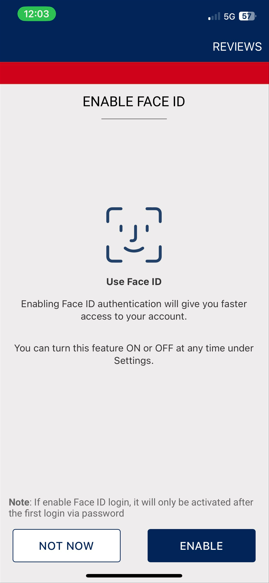 12:03
5G 57
REVIEWS
ENABLE FACE ID
Use Face ID
Enabling Face ID authentication will give you faster
access to your account.
You can turn this feature ON or OFF at any time under
Settings.
Note: If enable Face ID login, it will only be activated after
the first login via password
NOT NOW
ENABLE